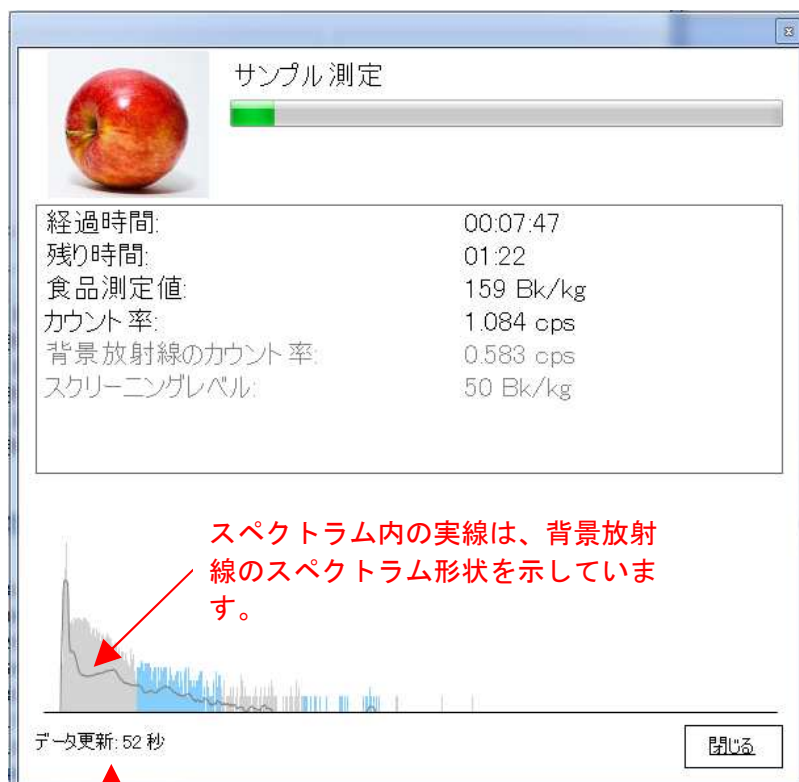 サンプル測定
経過時間: 00:07:47
残り時間: 01:22
食品測定値: 159 Bk/kg
カウント率: 1.084 cps
背景放射線のカウント率: 0.583 cps
スクリーニングレベル: 50 Bk/kg
スペクトラム内の実線は、背景放射
線のスペクトラム形状を示していま
す。
データ更新: 52 秒
閉じる